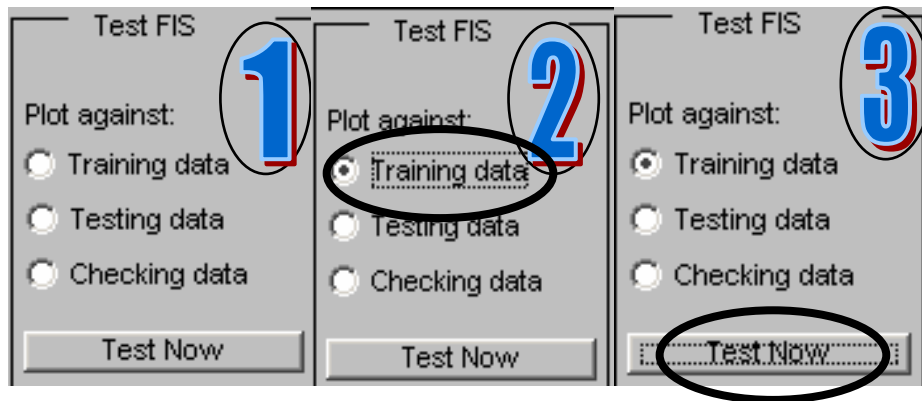 Test FIS
1
Plot against:
Training data
Testing data
Checking data
Test Now
Test FIS
2
Plot against:
Training data
Testing data
Checking data
Test Now
Test FIS
3
Plot against:
Training data
Testing data
Checking data
Test Now